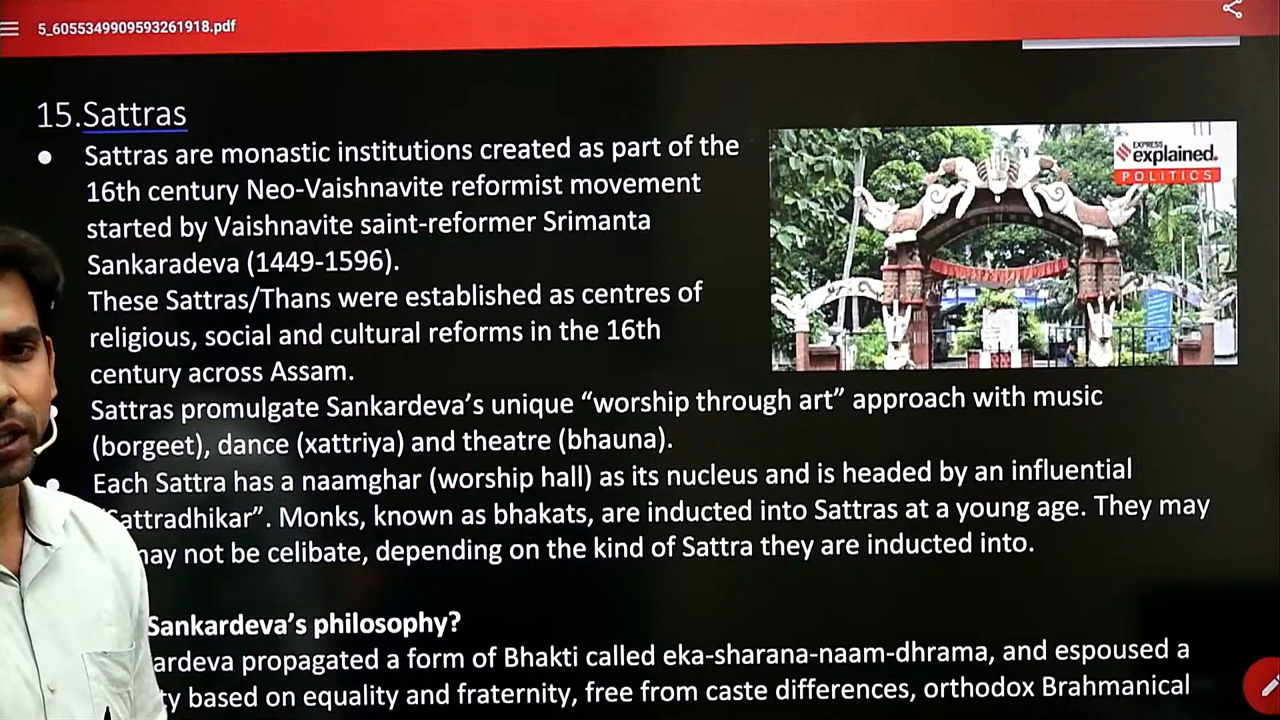 5_6055349909593261918.pdf
15.Sattras
Sattras are monastic institutions created as part of the
16th century Neo-Vaishnavite reformist movement
started by Vaishnavite saint-reformer Srimanta
Sankaradeva (1449-1596).
These Sattras/Thans were established as centres of
religious, social and cultural reforms in the 16th
century across Assam.
EXPRESS
explained.
POLITICS
Sattras promulgate Sankardeva’s unique “worship through art” approach with music
(borgeet), dance (xattriya) and theatre (bhauna).
Each Sattra has a naamghar (worship hall) as its nucleus and is headed by an influential
“Sattradhikar”. Monks, known as bhakats, are inducted into Sattras at a young age. They may
may not be celibate, depending on the kind of Sattra they are inducted into.
Sankardeva’s philosophy?
ardeva propagated a form of Bhakti called eka-sharana-naam-dhrama, and espoused a
ty based on equality and fraternity, free from caste differences, orthodox Brahmanical